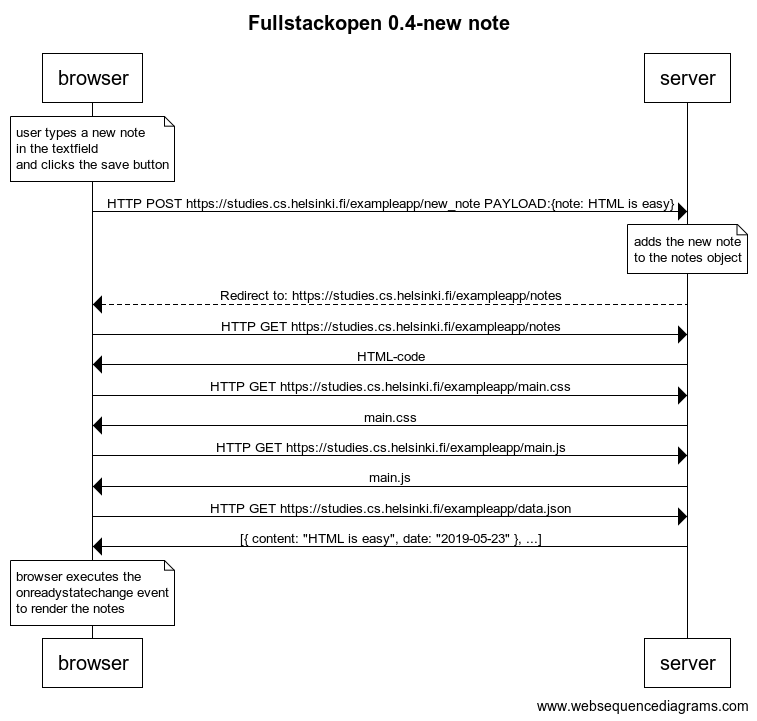 Fullstackopen 0.4-new note
browser
server
user types a new note
in the textfield
and clicks the save button
HTTP POST https://studies.cs.helsinki.fi/exampleapp/new_note PAYLOAD:{note: HTML is easy}
adds the new note
to the notes object
Redirect to: https://studies.cs.helsinki.fi/exampleapp/notes
HTTP GET https://studies.cs.helsinki.fi/exampleapp/notes
HTML-code
HTTP GET https://studies.cs.helsinki.fi/exampleapp/main.css
main.css
HTTP GET https://studies.cs.helsinki.fi/exampleapp/main.js
main.js
HTTP GET https://studies.cs.helsinki.fi/exampleapp/data.json
[{ content: "HTML is easy", date: "2019-05-23" }, ...]
browser executes the
onreadystatechange event
to render the notes
browser
server
www.websequencediagrams.com